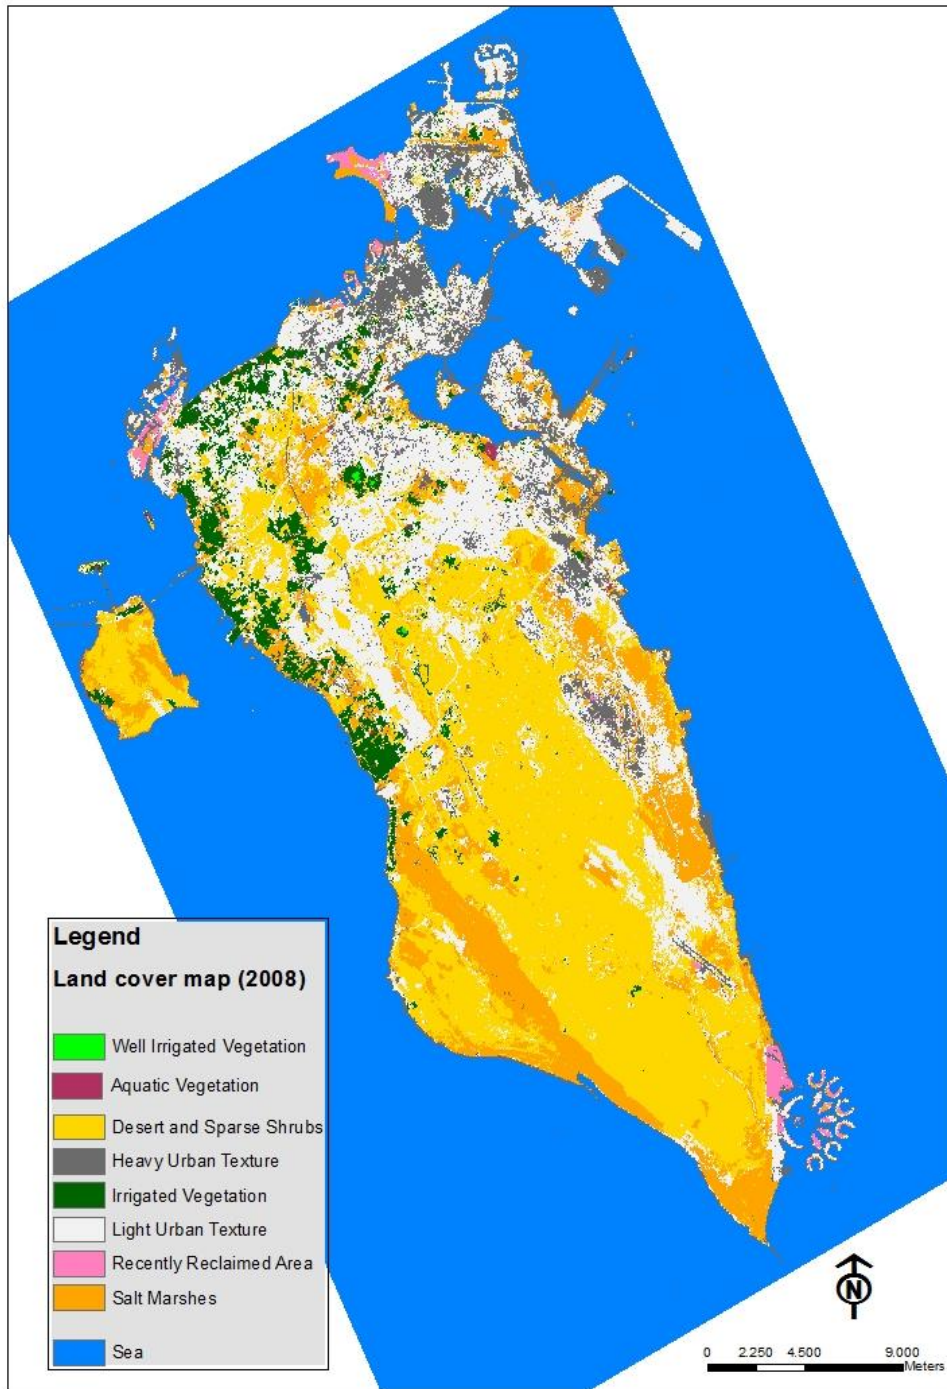 Legend
Land cover map (2008)
Well Irrigated Vegetation
Aquatic Vegetation
Desert and Sparse Shrubs
Heavy Urban Texture
Irrigated Vegetation
Light Urban Texture
Recently Reclaimed Area
Salt Marshes
Sea
N
0 2.250 4.500 9.000
Meters